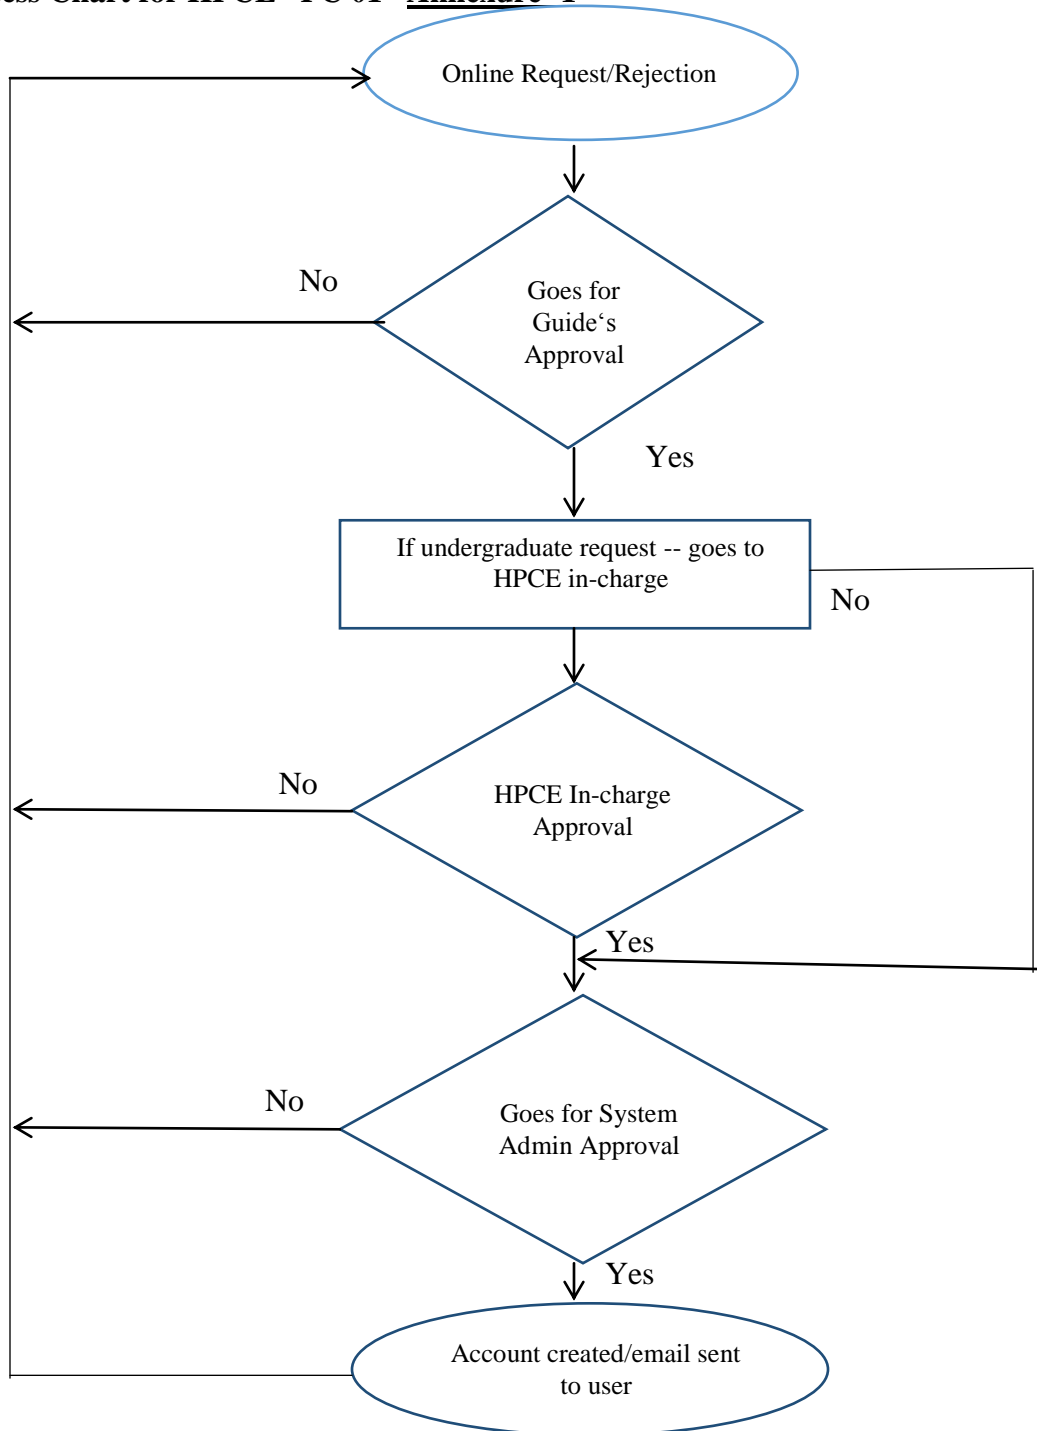 Online Request/Rejection
No
Goes for
Guide‘s
Approval
Yes
If undergraduate request -- goes to
HPCE in-charge
No
No
HPCE In-charge
Approval
Yes
No
Goes for System
Admin Approval
Yes
Account created/email sent
to user